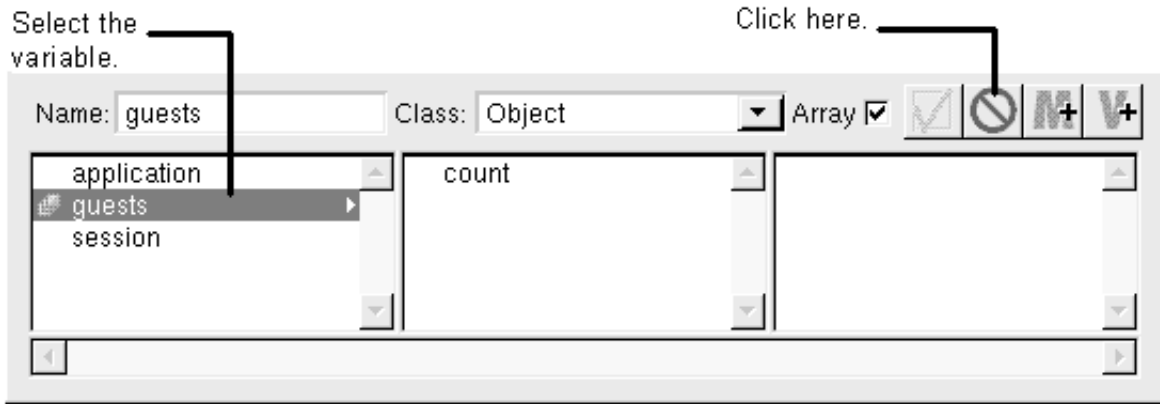 Select the
variable.
Click here.
Name: guests Class: Object Array M+ V+
application count
guests
session